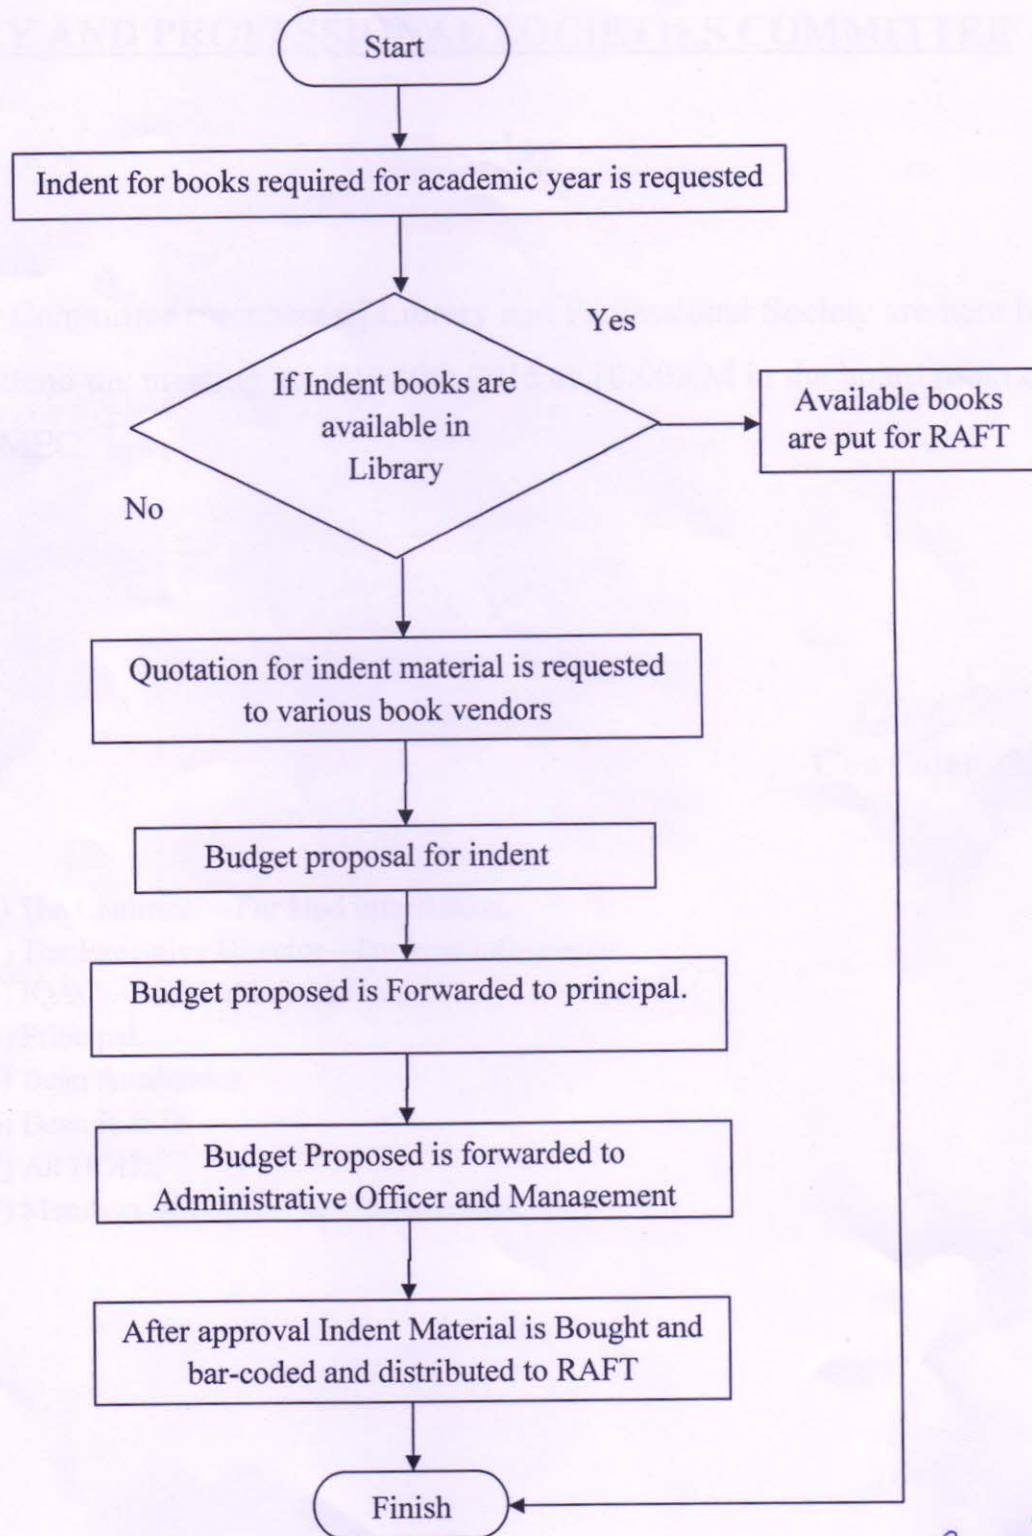 Start
Indent for books required for academic year is requested
Yes
If Indent books are
available in
Library
Available books
are put for RAFT
No
Quotation for indent material is requested
to various book vendors
Budget proposal for indent
Budget proposed is Forwarded to principal.
Budget Proposed is forwarded to
Administrative Officer and Management
After approval Indent Material is Bought and
bar-coded and distributed to RAFT
Finish